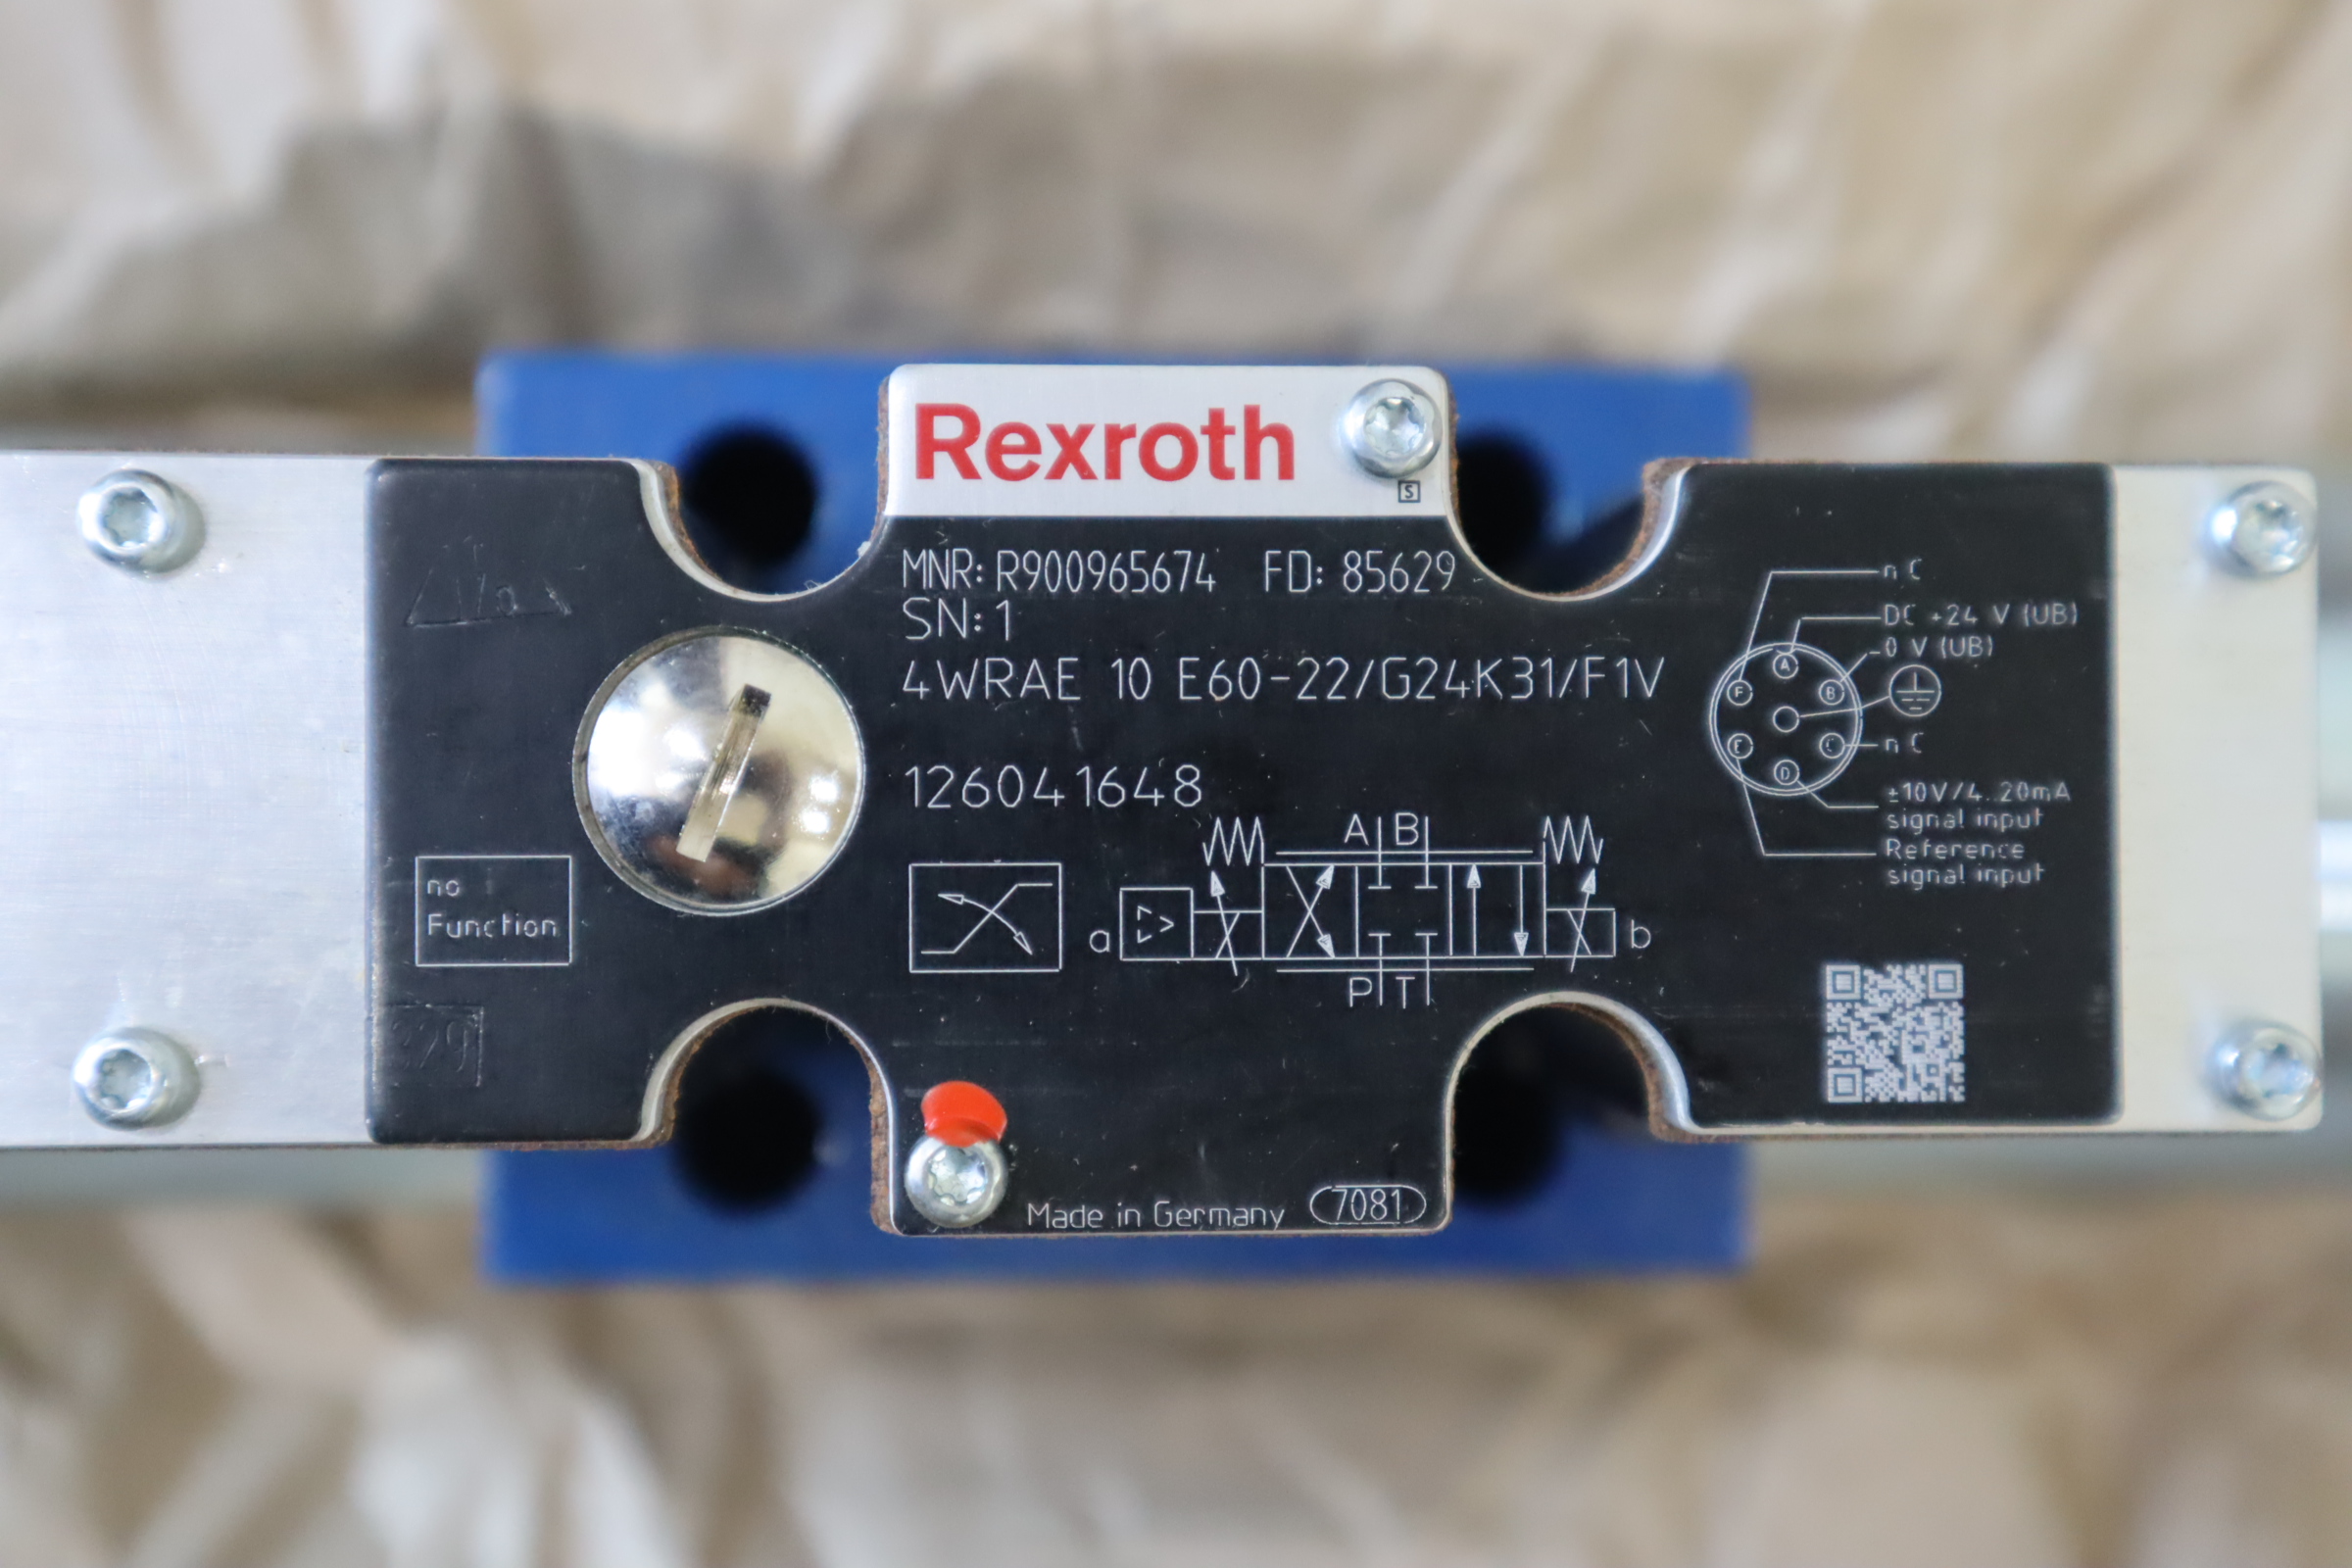 Rexroth
S
MNR: R900965674 FD: 85629
SN: 1
4WRAE 10 E60-22/G24K31/F1V
126041648
no
Function
A B
a
b
P T
n C
DC +24 V (UB)
-0 V (UB)
A
F
B
E
C
n C
D
±10V/4..20mA
signal input
Reference
signal input
Made in Germany 7081